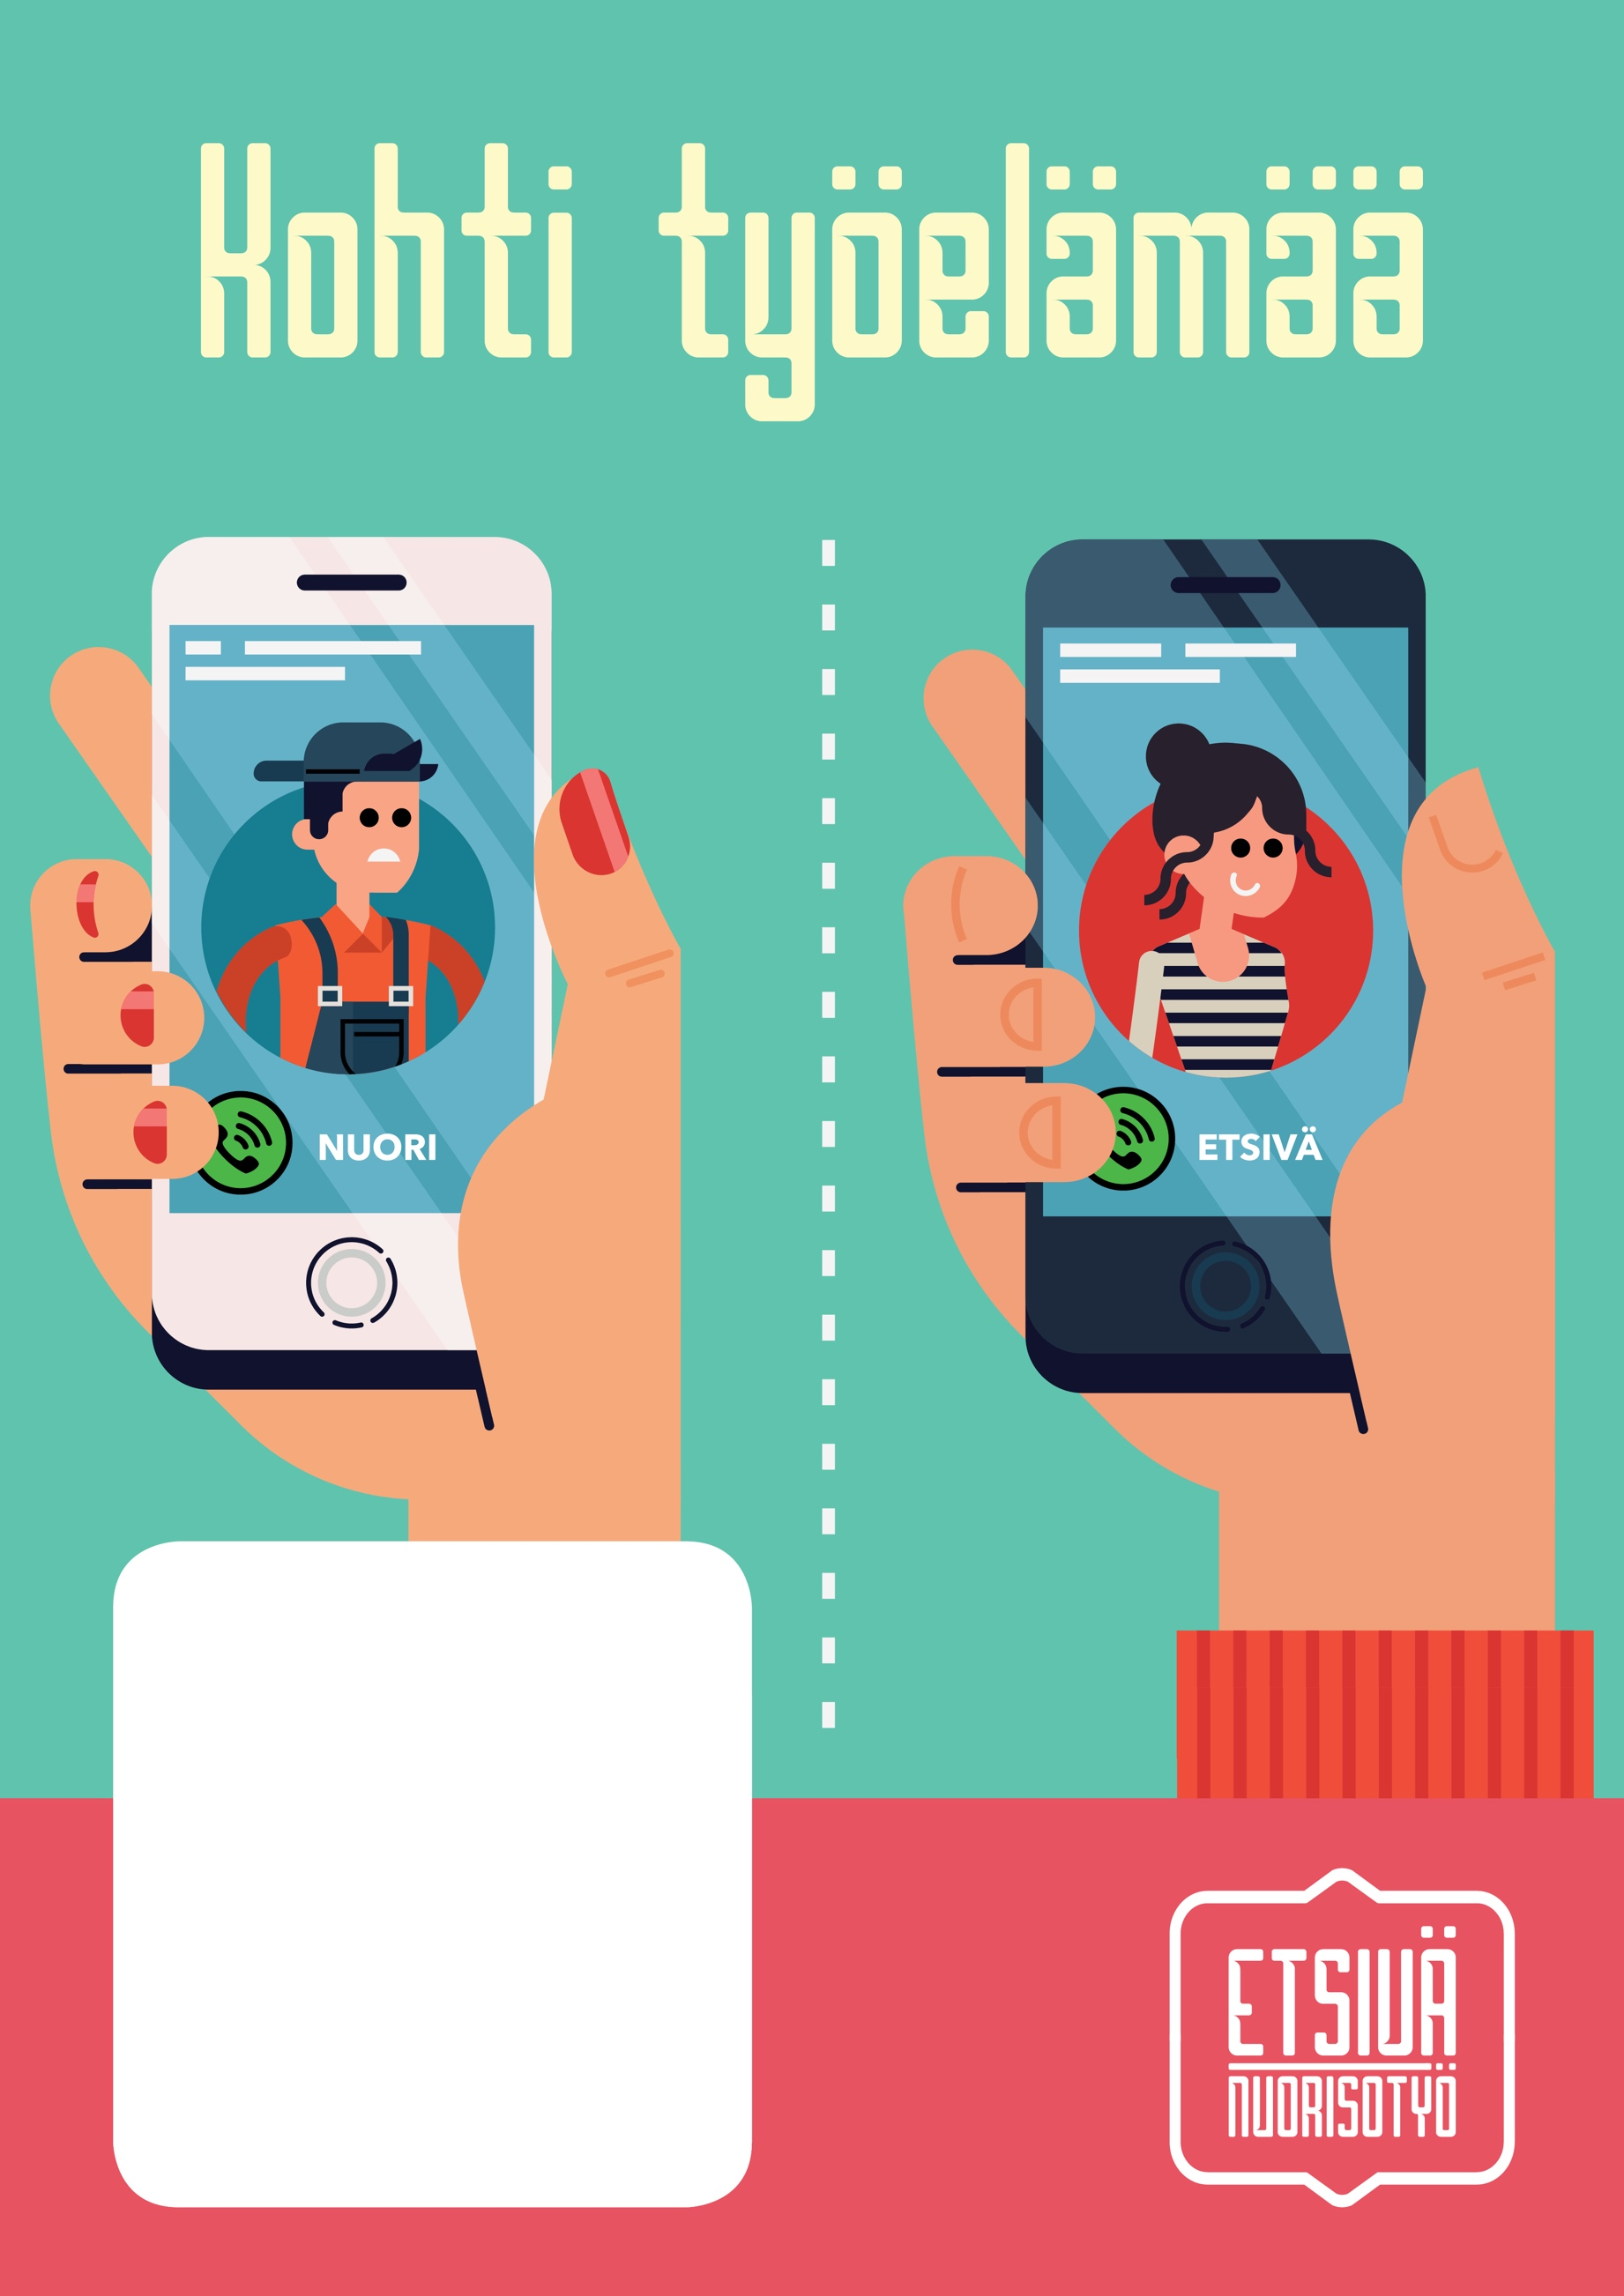 Kohti työelämää
NUORI
ETSIVÄ
ETSIVÄ
NUORISOTYÖ